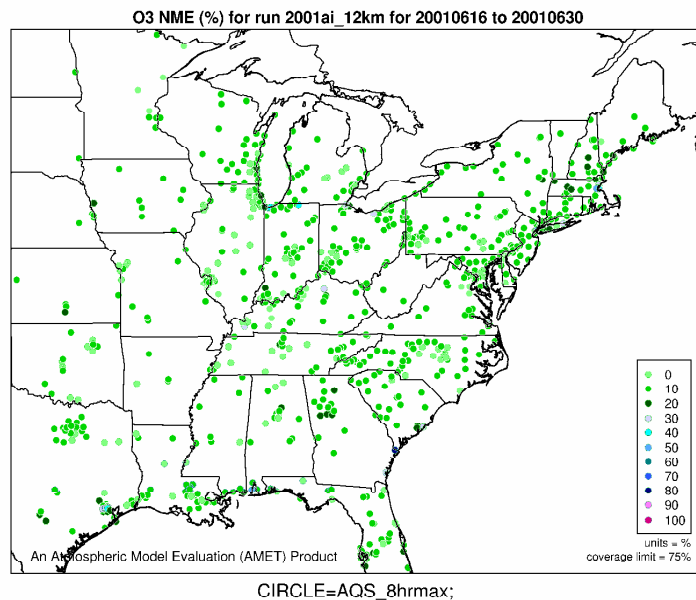 O3 NME (%) for run 2001ai_12km for 20010616 to 20010630
0
10
20
30
40
50
60
70
80
90
100
units = %
coverage limit = 75%
An Atmospheric Model Evaluation (AMET) Product
CIRCLE=AQS_8hrmax;